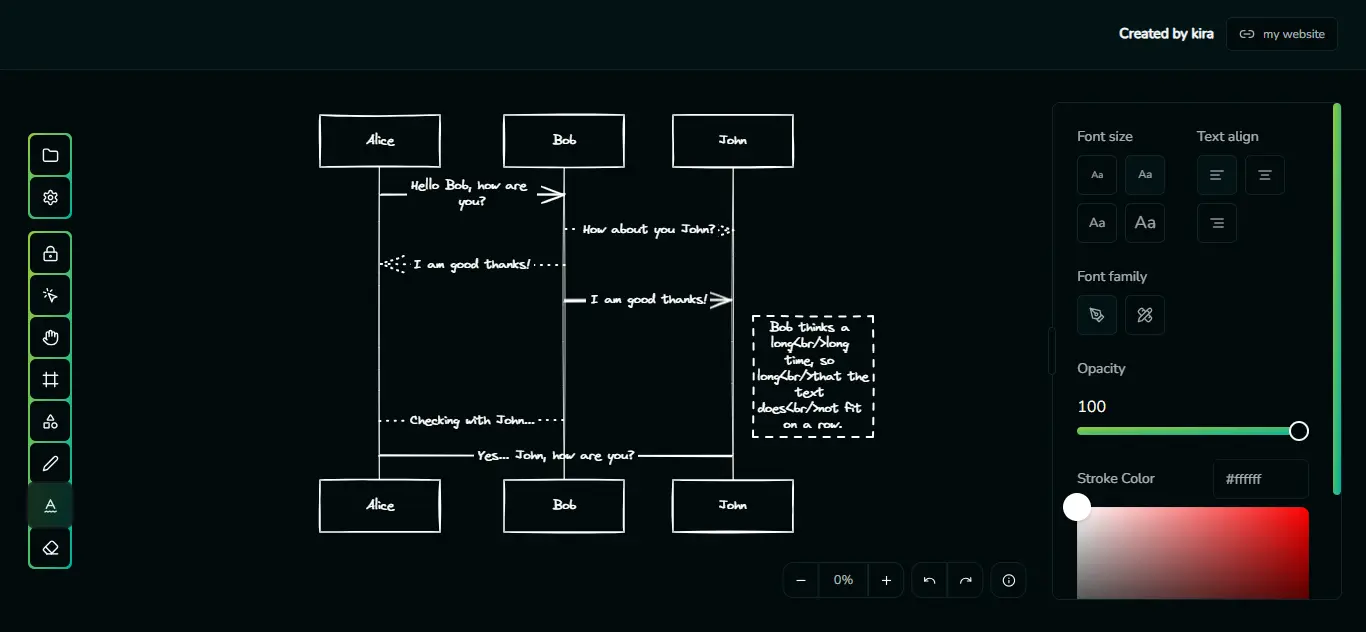 Created by kira
my website
Alice
Bob
John
Hello Bob, how are
you?
How about you John?
I am good thanks!
I am good thanks!
Bob thinks a
long<br/>long
time, so
long<br/>that the
text
does<br/>not fit
on a row.
Checking with John...
Yes... John, how are you?
Alice
Bob
John
0%
Font size
Text align
Aa
Aa
Aa
Aa
Font family
Opacity
100
Stroke Color
#ffffff